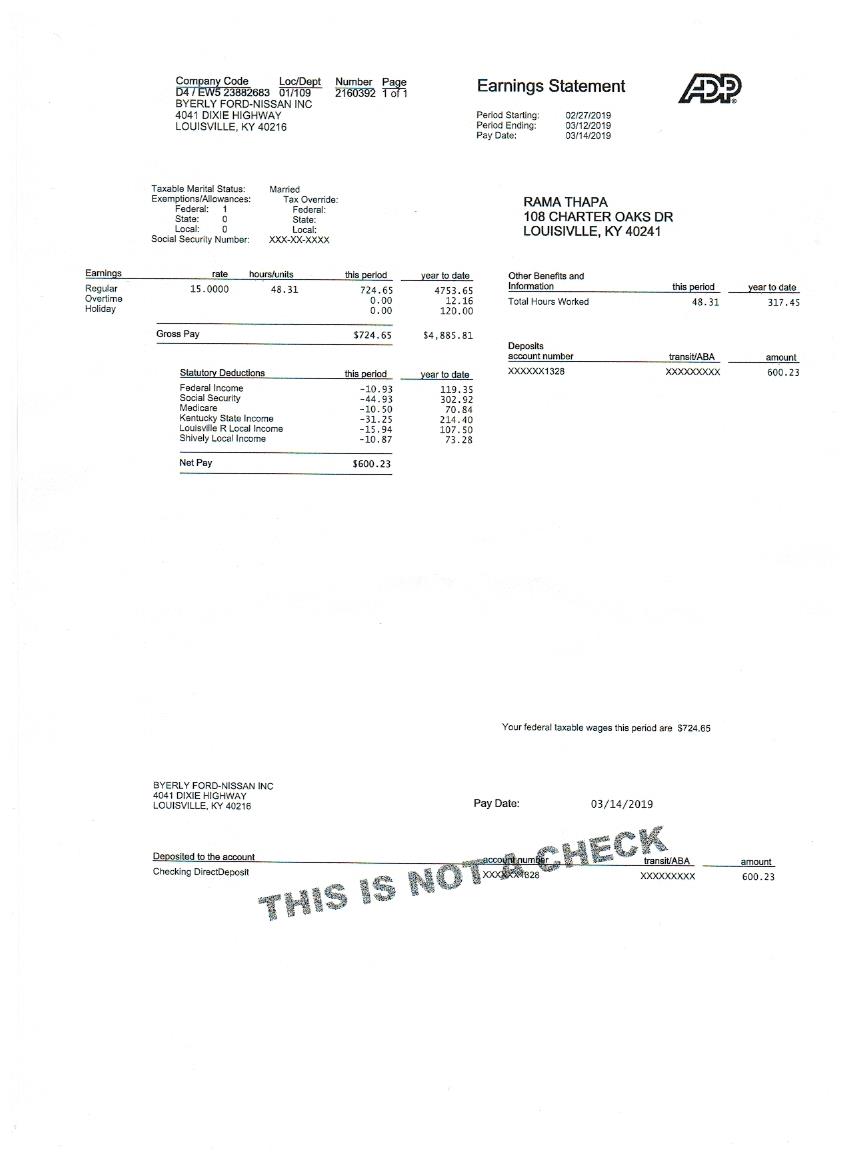 Company Code Loc/Dept Number Page
D4 / EW5 23882683 01/109 2160392 1 of 1
BYERLY FORD-NISSAN INC
4041 DIXIE HIGHWAY
LOUISVILLE, KY 40216
Earnings Statement
ADP
Period Starting: 02/27/2019
Period Ending: 03/12/2019
Pay Date: 03/14/2019
Taxable Marital Status: Married
Exemptions/Allowances: Tax Override:
Federal: 1 Federal:
State: 0 State:
Local: 0 Local:
Social Security Number: XXX-XX-XXXX
RAMA THAPA
108 CHARTER OAKS DR
LOUISIVLLE, KY 40241
Earnings rate hours/units this period year to date
Regular 15.0000 48.31 724.65 4753.65
Overtime 0.00 12.16
Holiday 0.00 120.00
Gross Pay $724.65 $4,885.81
Statutory Deductions this period year to date
Federal Income -10.93 119.35
Social Security -44.93 302.92
Medicare -10.50 70.84
Kentucky State Income -31.25 214.40
Louisville R Local Income -15.94 107.50
Shively Local Income -10.87 73.28
Net Pay $600.23
Other Benefits and
Information this period year to date
Total Hours Worked 48.31 317.45
Deposits
account number transit/ABA amount
XXXXXX1328 XXXXXXXXX 600.23
Your federal taxable wages this period are $724.65
BYERLY FORD-NISSAN INC
4041 DIXIE HIGHWAY
LOUISVILLE, KY 40216
Pay Date: 03/14/2019
Deposited to the account account number transit/ABA amount
Checking DirectDeposit XXXXXX1328 XXXXXXXXX 600.23
THIS IS NOT A CHECK